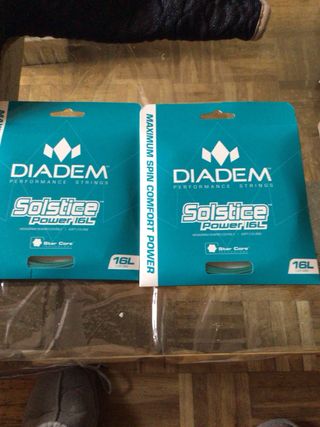 MAXIMUM
DIADEM
PERFORMANCE STRINGS
Solstice
Power 16L
Star Core
16L
MAXIMUM SPIN COMFORT POWER
DIADEM
PERFORMANCE STRINGS
Solstice
Power 16L
Star Core
16L